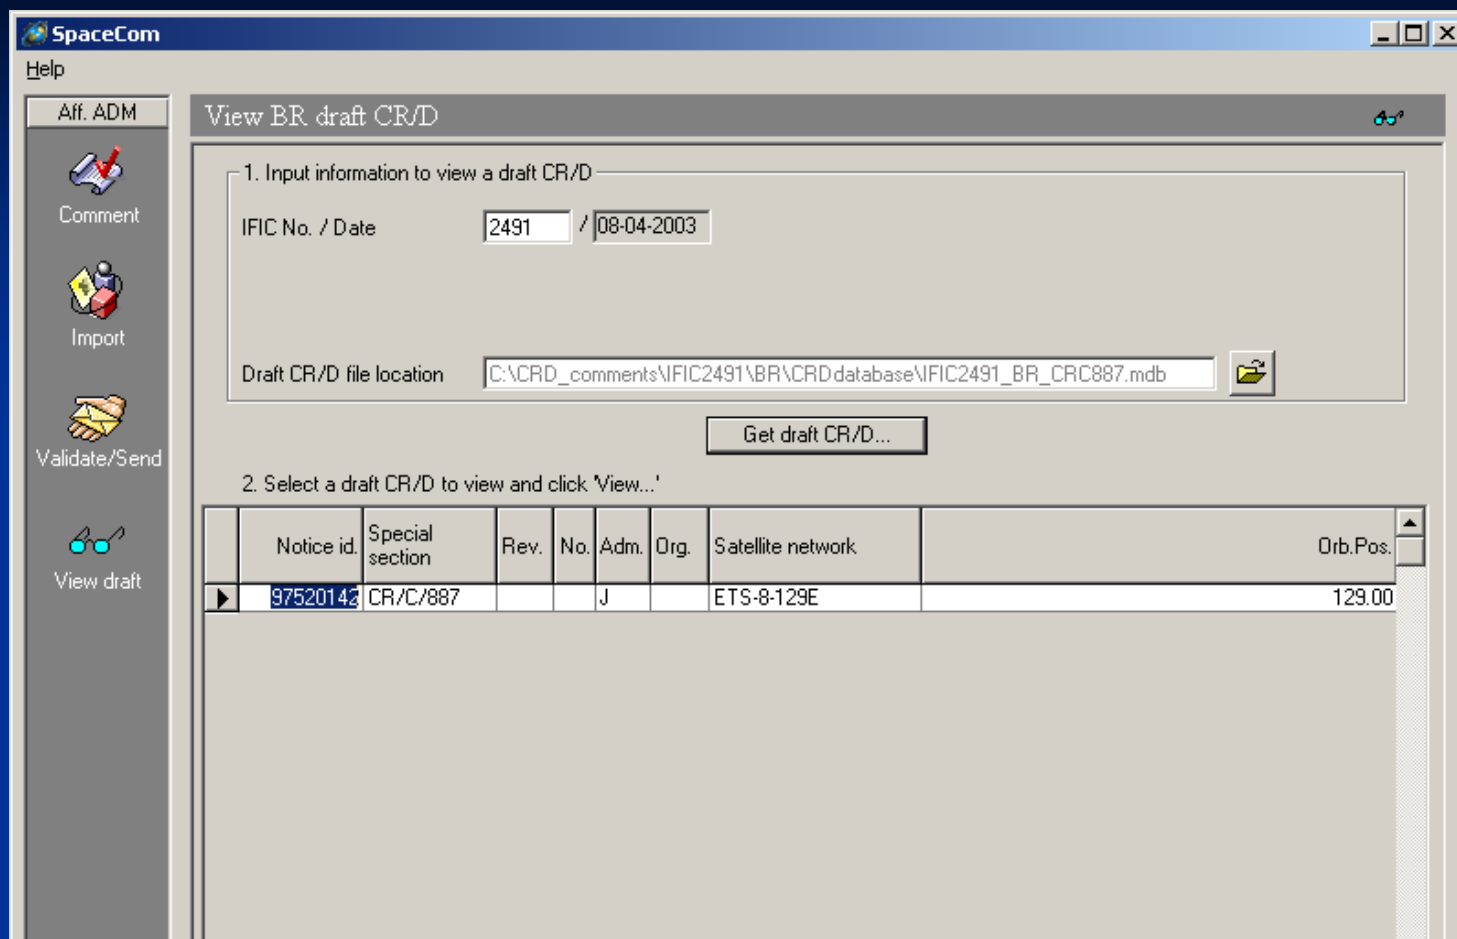 SpaceCom
Help
Aff. ADM
Comment
Import
Validate/Send
View draft
View BR draft CR/D
1. Input information to view a draft CR/D
IFIC No. / Date 2491 / 08-04-2003
Draft CR/D file location C:\CRD_comments\IFIC2491\BR\CRDdatabase\IFIC2491_BR_CRC887.mdb
Get draft CR/D...
2. Select a draft CR/D to view and click 'View...'
Notice id. Special section Rev. No. Adm. Org. Satellite network Orb.Pos.
97520142 CR/C/887 J ETS-8-129E 129.00